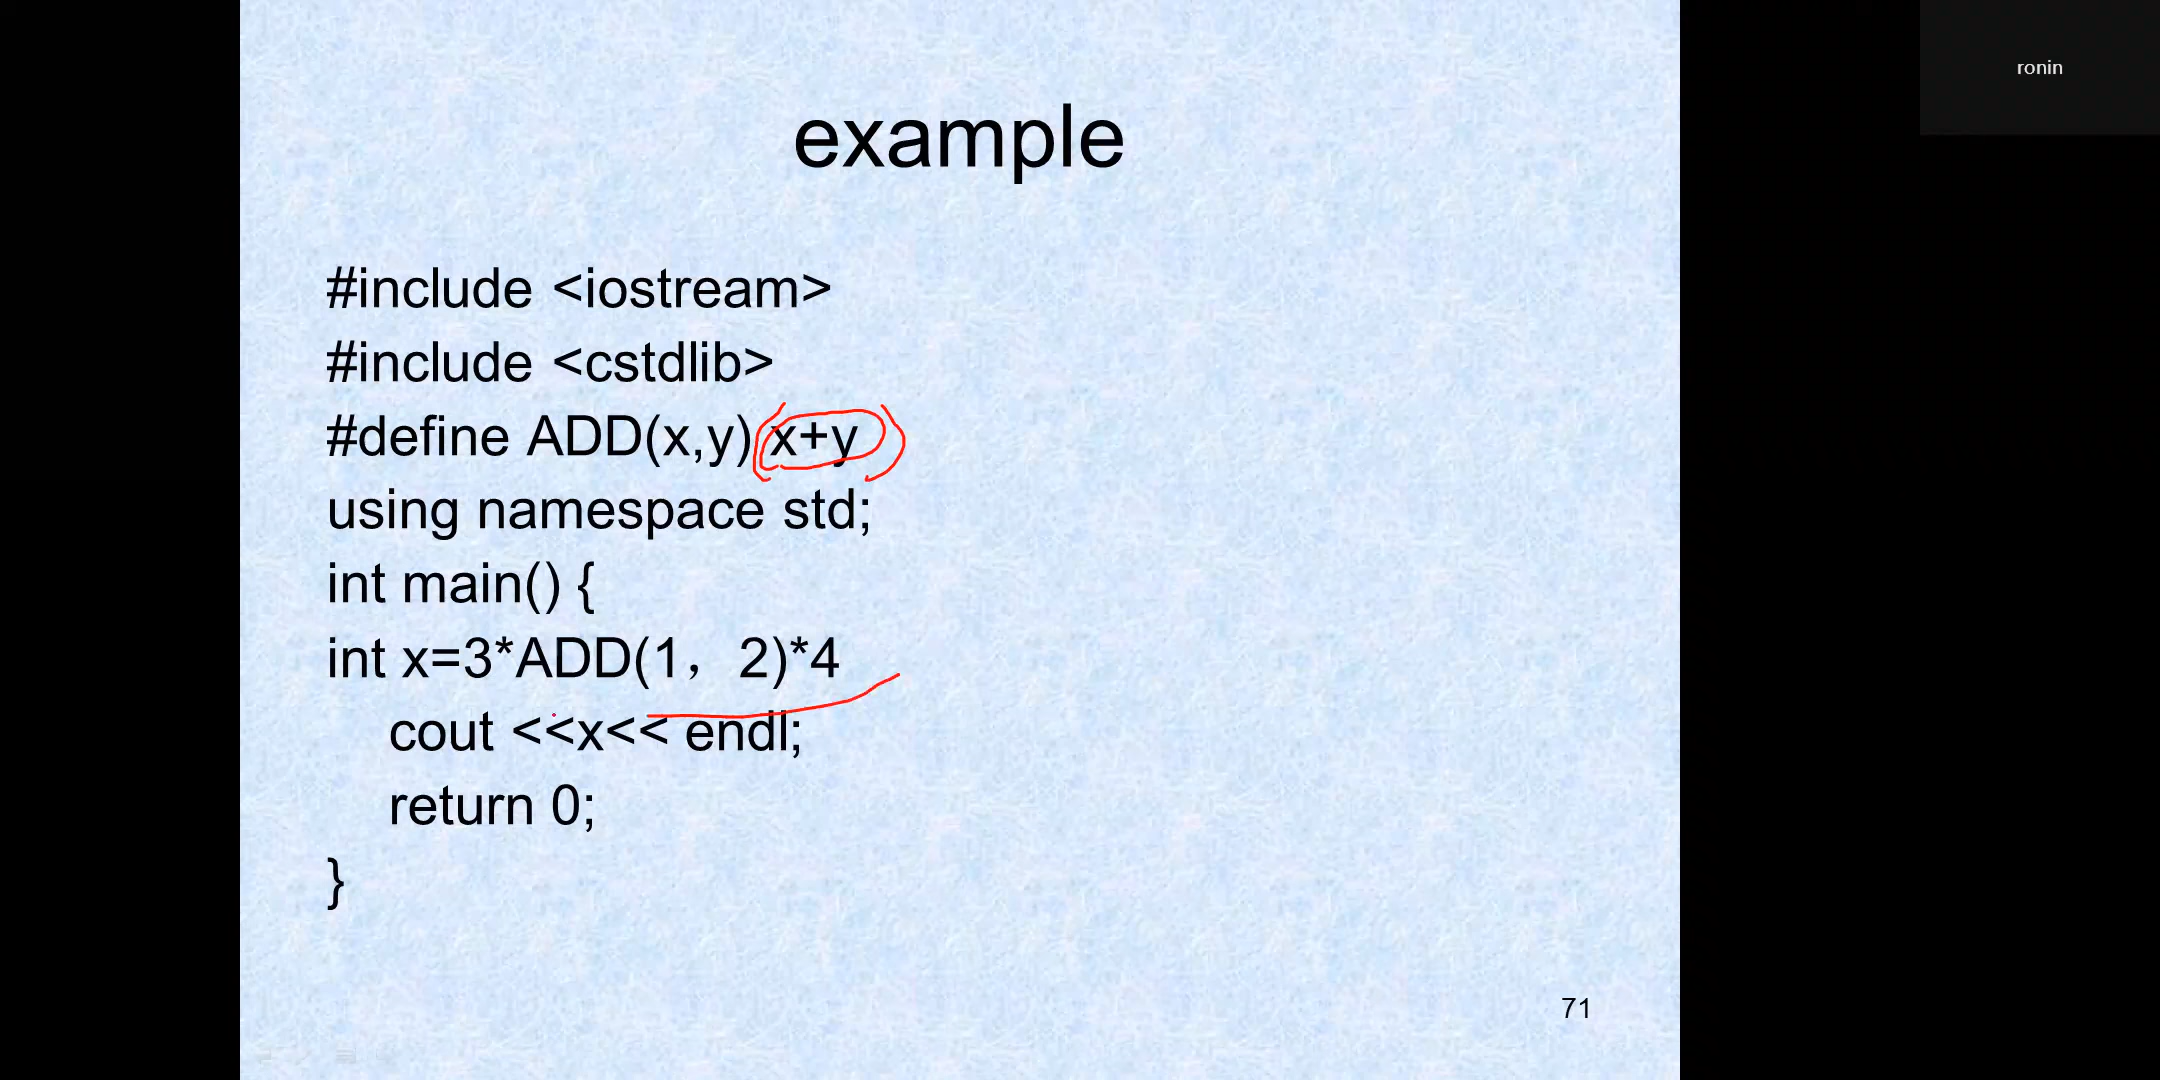 ronin
example
#include <iostream>
#include <cstdlib>
#define ADD(x,y) x+y
using namespace std;
int main() {
int x=3*ADD(1，2)*4
cout <<x<< endl;
return 0;
}
71